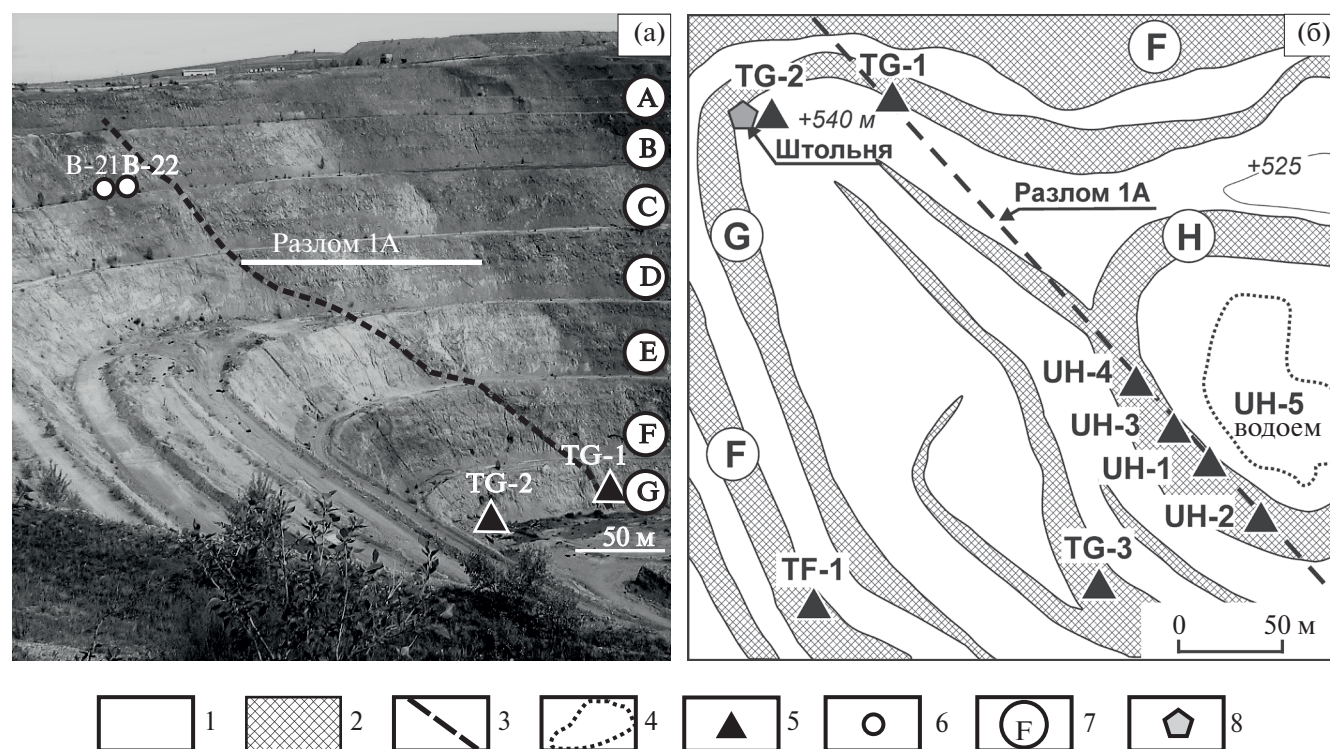 (а)
A
B
B-21 B-22
C
Разлом 1А
D
E
F
TG-1
G
TG-2
50 м
(б)
F
TG-2
TG-1
+540 м
Штольня
+525
Разлом 1А
G
H
UH-4
UH-5
водоем
UH-3
F
UH-1
UH-2
TG-3
TF-1
0 50 м
1 2 3 4 5 6 F 7 8